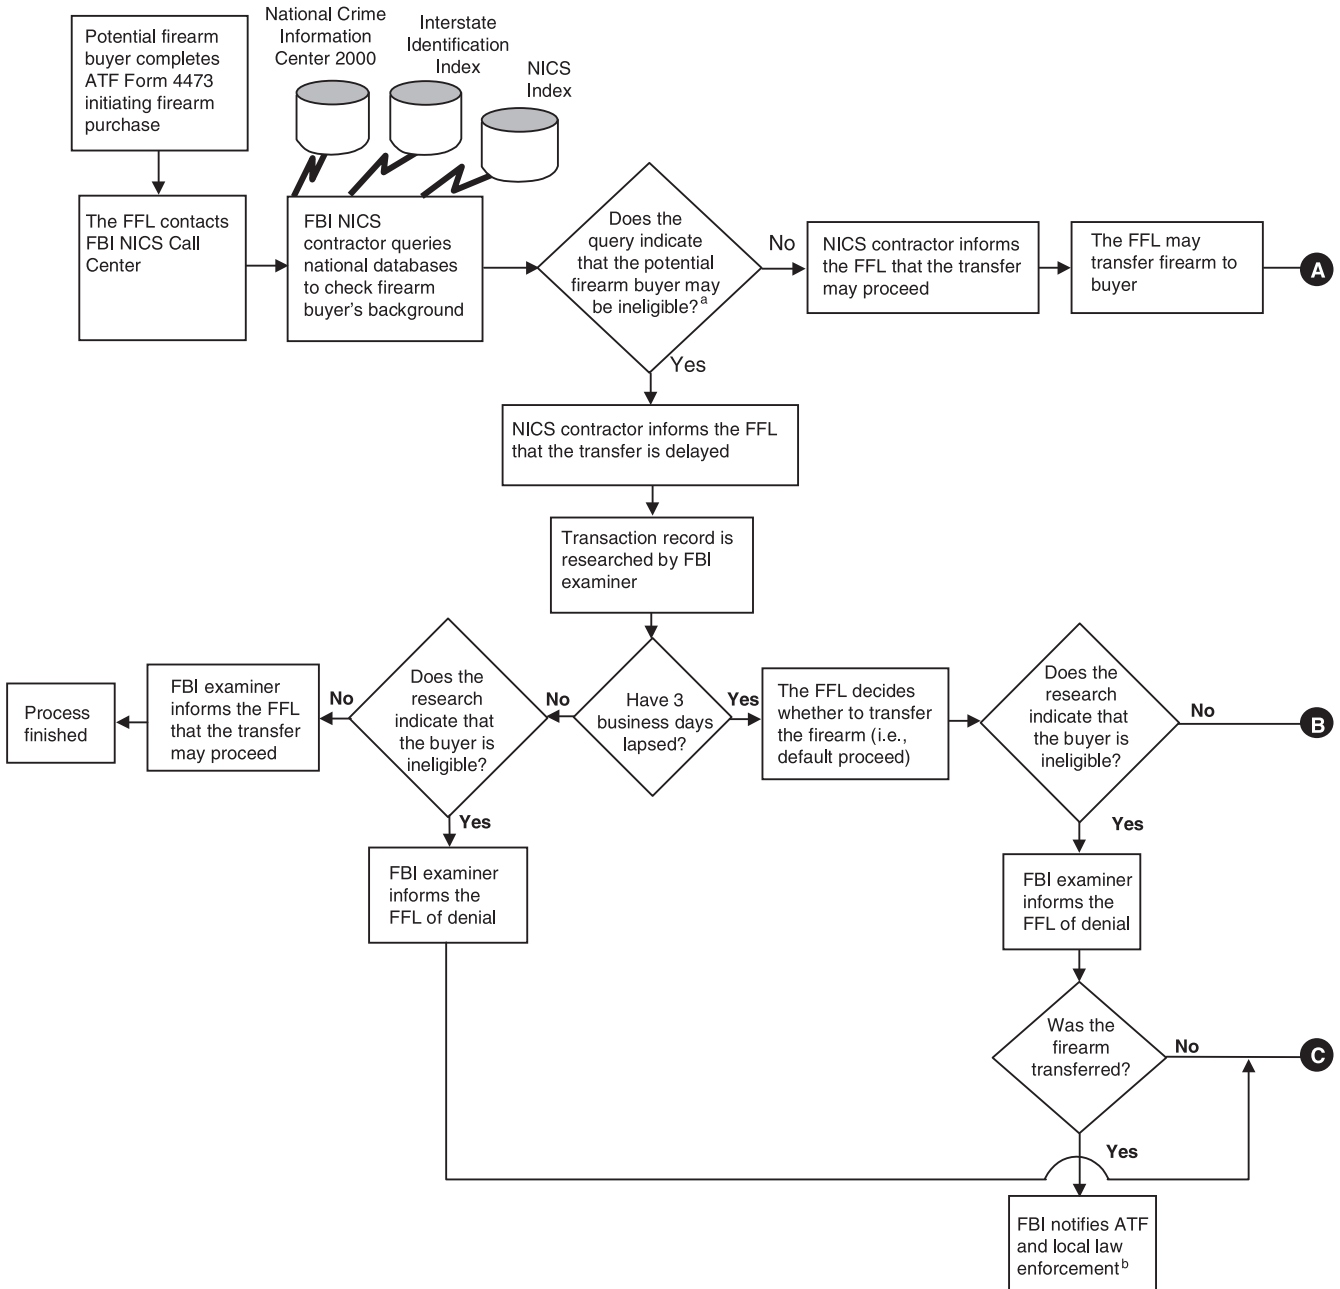 Potential firearm
buyer completes
ATF Form 4473
initiating firearm
purchase
National Crime
Information
Center 2000
Interstate
Identification
Index
NICS
Index
The FFL contacts
FBI NICS Call
Center
FBI NICS
contractor queries
national databases
to check firearm
buyer's background
Does the
query indicate
that the potential
firearm buyer may
be ineligible?a
No
NICS contractor informs
the FFL that the transfer
may proceed
The FFL may
transfer firearm to
buyer
A
Yes
NICS contractor informs the FFL
that the transfer is delayed
Transaction record is
researched by FBI
examiner
Process
finished
FBI examiner
informs the FFL
that the transfer
may proceed
No
Does the
research
indicate that
the buyer is
ineligible?
No
Have 3
business days
lapsed?
Yes
The FFL decides
whether to transfer
the firearm (i.e.,
default proceed)
Does the
research
indicate that
the buyer is
ineligible?
No
B
Yes
FBI examiner
informs the
FFL of denial
Yes
FBI examiner
informs the
FFL of denial
Was the
firearm
transferred?
No
C
Yes
FBI notifies ATF
and local law
enforcementb